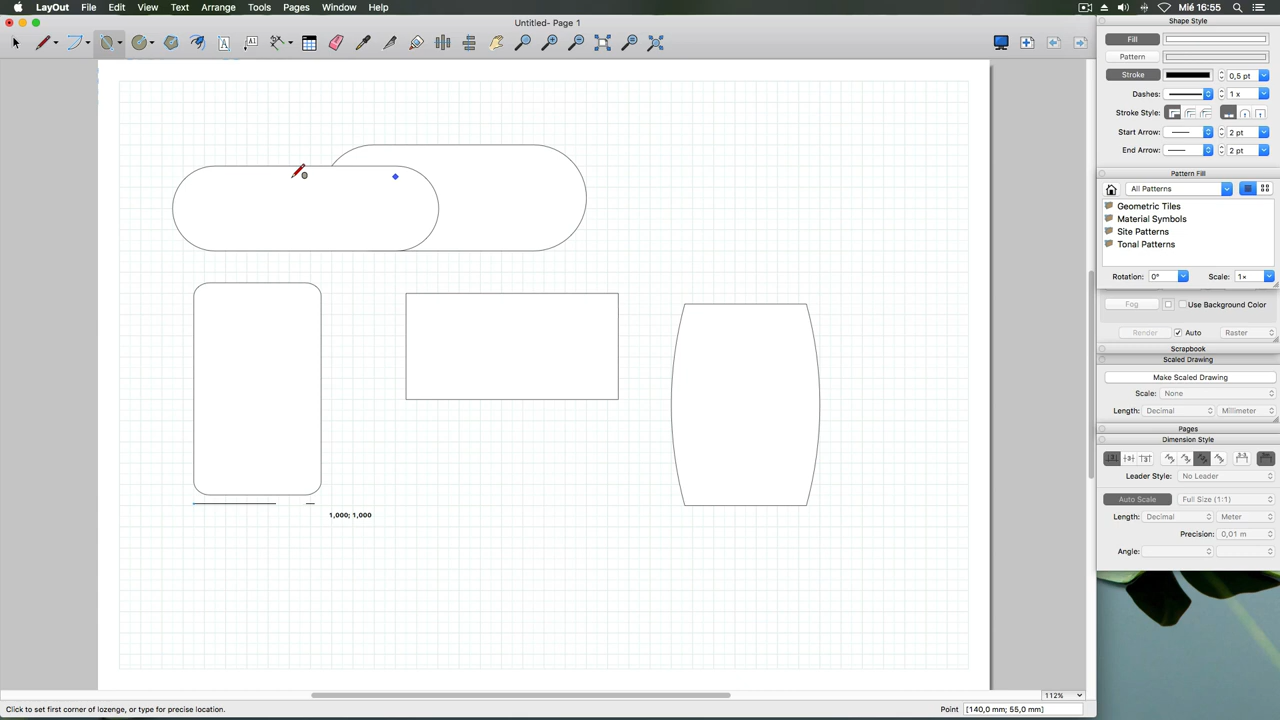 LayOut File Edit View Text Arrange Tools Pages Window Help
Mié 16:55
Untitled- Page 1
Shape Style
Fill
Pattern
Stroke 0,5 pt
Dashes: 1 x
Stroke Style:
Start Arrow: 2 pt
End Arrow: 2 pt
Pattern Fill
All Patterns
Geometric Tiles
Material Symbols
Site Patterns
Tonal Patterns
Rotation: 0° Scale: 1x
Fog Use Background Color
Render Auto Raster
Scrapbook
Scaled Drawing
Make Scaled Drawing
Scale: None
Length: Decimal Millimeter
Pages
Dimension Style
Leader Style: No Leader
Auto Scale Full Size (1:1)
Length: Decimal Meter
Precision: 0,01 m
Angle:
1,000; 1,000
112%
Click to set first corner of lozenge, or type for precise location.
Point [140,0 mm; 55,0 mm]